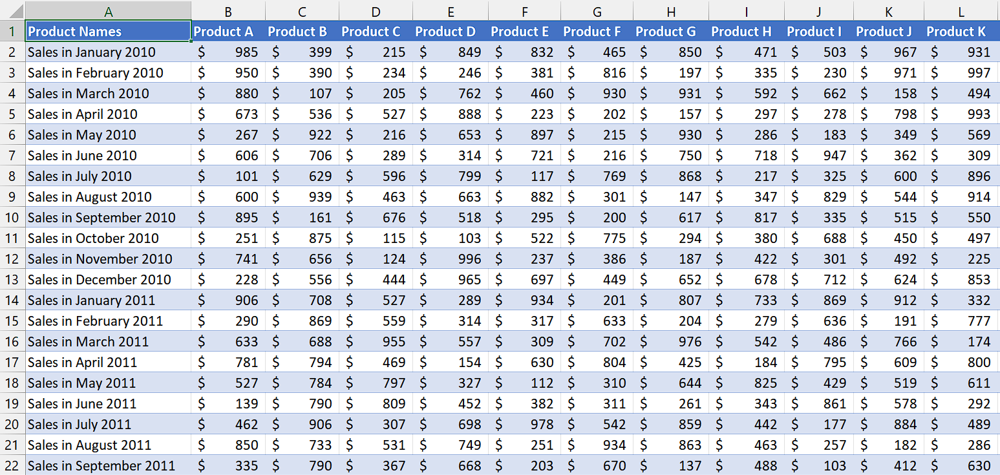 A B C D E F G H I J K L
1 Product Names Product A Product B Product C Product D Product E Product F Product G Product H Product I Product J Product K
2 Sales in January 2010 $ 985 $ 399 $ 215 $ 849 $ 832 $ 465 $ 850 $ 471 $ 503 $ 967 $ 931
3 Sales in February 2010 $ 950 $ 390 $ 234 $ 246 $ 381 $ 816 $ 197 $ 335 $ 230 $ 971 $ 997
4 Sales in March 2010 $ 880 $ 107 $ 205 $ 762 $ 460 $ 930 $ 931 $ 592 $ 662 $ 158 $ 494
5 Sales in April 2010 $ 673 $ 536 $ 527 $ 888 $ 223 $ 202 $ 157 $ 297 $ 278 $ 798 $ 993
6 Sales in May 2010 $ 267 $ 922 $ 216 $ 653 $ 897 $ 215 $ 930 $ 286 $ 183 $ 349 $ 569
7 Sales in June 2010 $ 606 $ 706 $ 289 $ 314 $ 721 $ 216 $ 750 $ 718 $ 947 $ 362 $ 309
8 Sales in July 2010 $ 101 $ 629 $ 596 $ 799 $ 117 $ 769 $ 868 $ 217 $ 325 $ 600 $ 896
9 Sales in August 2010 $ 600 $ 939 $ 463 $ 663 $ 882 $ 301 $ 147 $ 347 $ 829 $ 544 $ 914
10 Sales in September 2010 $ 895 $ 161 $ 676 $ 518 $ 295 $ 200 $ 617 $ 817 $ 335 $ 515 $ 550
11 Sales in October 2010 $ 251 $ 875 $ 115 $ 103 $ 522 $ 775 $ 294 $ 380 $ 688 $ 450 $ 497
12 Sales in November 2010 $ 741 $ 656 $ 124 $ 996 $ 237 $ 386 $ 187 $ 422 $ 301 $ 492 $ 225
13 Sales in December 2010 $ 228 $ 556 $ 444 $ 965 $ 697 $ 449 $ 652 $ 678 $ 712 $ 624 $ 853
14 Sales in January 2011 $ 906 $ 708 $ 527 $ 289 $ 934 $ 201 $ 807 $ 733 $ 869 $ 912 $ 332
15 Sales in February 2011 $ 290 $ 869 $ 559 $ 314 $ 317 $ 633 $ 204 $ 279 $ 636 $ 191 $ 777
16 Sales in March 2011 $ 633 $ 688 $ 955 $ 557 $ 309 $ 702 $ 976 $ 542 $ 486 $ 766 $ 174
17 Sales in April 2011 $ 781 $ 794 $ 469 $ 154 $ 630 $ 804 $ 425 $ 184 $ 795 $ 609 $ 800
18 Sales in May 2011 $ 527 $ 784 $ 797 $ 327 $ 112 $ 310 $ 644 $ 825 $ 429 $ 519 $ 611
19 Sales in June 2011 $ 139 $ 790 $ 809 $ 452 $ 382 $ 311 $ 261 $ 343 $ 861 $ 578 $ 292
20 Sales in July 2011 $ 462 $ 906 $ 307 $ 698 $ 978 $ 542 $ 859 $ 442 $ 177 $ 884 $ 489
21 Sales in August 2011 $ 850 $ 733 $ 531 $ 749 $ 251 $ 934 $ 863 $ 463 $ 257 $ 182 $ 286
22 Sales in September 2011 $ 335 $ 790 $ 367 $ 668 $ 203 $ 670 $ 137 $ 488 $ 103 $ 412 $ 630